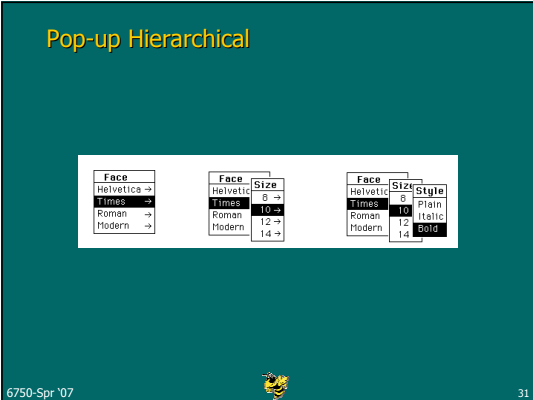 Pop-up Hierarchical
Face
Helvetica →
Times →
Roman →
Modern →
Face
Helvetic
Times
Roman
Modern
Size
8 →
10 →
12 →
14 →
Face
Helvetic
Times
Roman
Modern
Size
8
10
12
14
Style
Plain
Italic
Bold
6750-Spr ‘07
31